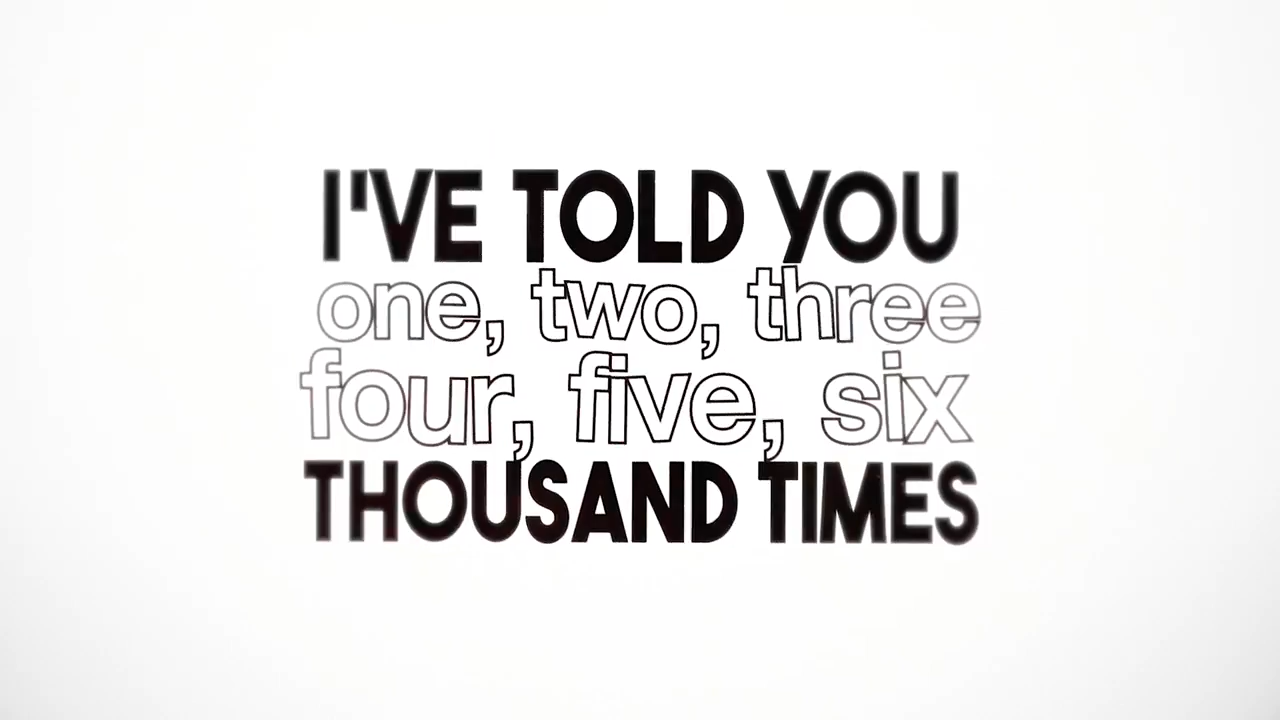 I'VE TOLD YOU
one, two, three
four, five, six
THOUSAND TIMES